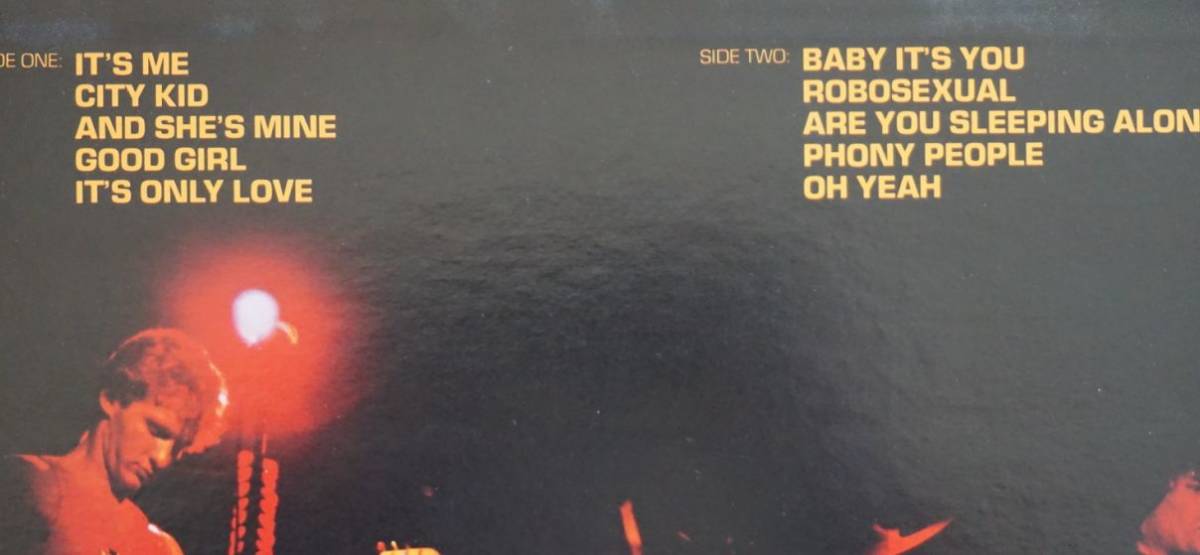 DE ONE: IT'S ME
CITY KID
AND SHE'S MINE
GOOD GIRL
IT'S ONLY LOVE
SIDE TWO: BABY IT'S YOU
ROBOSEXUAL
ARE YOU SLEEPING ALON
PHONY PEOPLE
OH YEAH